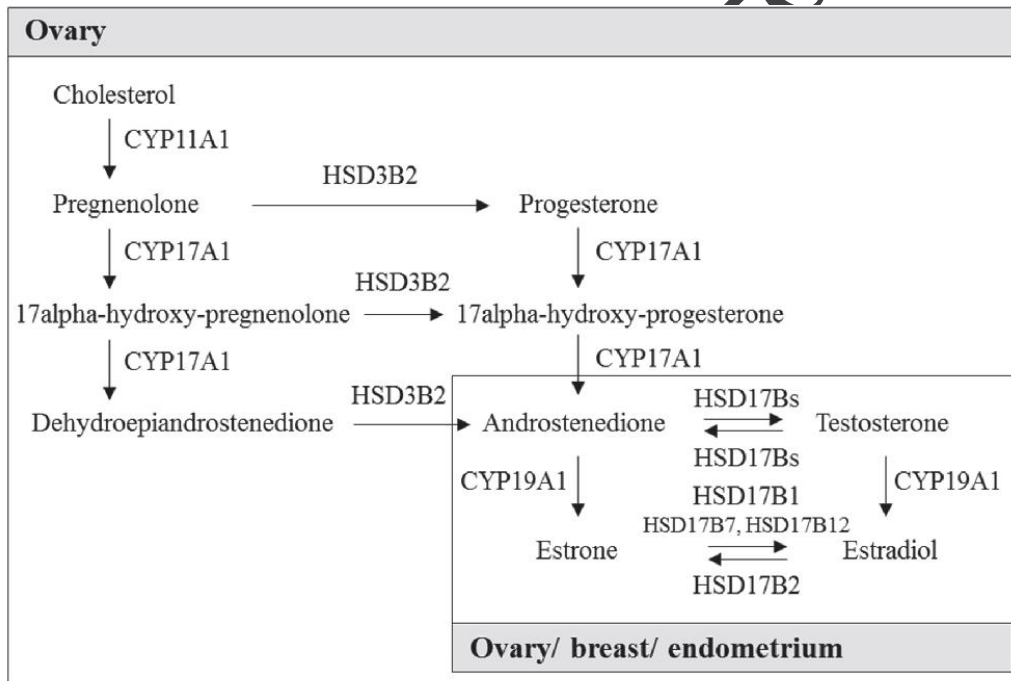 Ovary
Cholesterol
CYP11A1
HSD3B2
Pregnenolone
Progesterone
CYP17A1
CYP17A1
HSD3B2
17alpha-hydroxy-pregnenolone
17alpha-hydroxy-progesterone
CYP17A1
CYP17A1
HSD3B2
HSD17Bs
Dehydroepiandrostenedione
Androstenedione
Testosterone
HSD17Bs
CYP19A1
HSD17B1
CYP19A1
HSD17B7, HSD17B12
Estrone
Estradiol
HSD17B2
Ovary/ breast/ endometrium